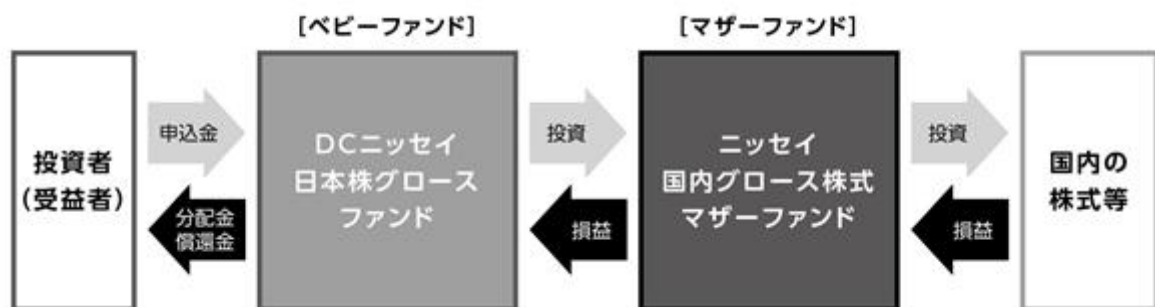 [ベビーファンド]
[マザーファンド]
投資者
(受益者)
申込金
分配金
償還金
DCニッセイ
日本株グロース
ファンド
投資
損益
ニッセイ
国内グロース株式
マザーファンド
投資
損益
国内の
株式等